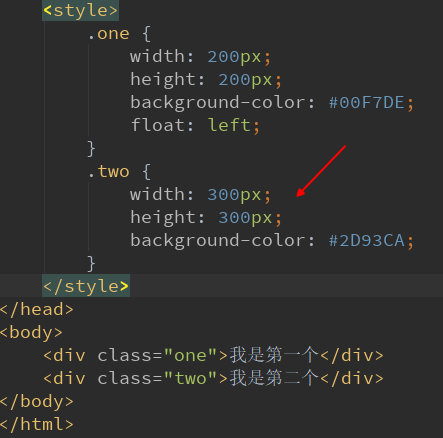 <style>
.one {
width: 200px;
height: 200px;
background-color: #00F7DE;
float: left;
}
.two {
width: 300px;
height: 300px;
background-color: #2D93CA;
}
</style>
</head>
<body>
<div class="one">我是第一个</div>
<div class="two">我是第二个</div>
</body>
</html>